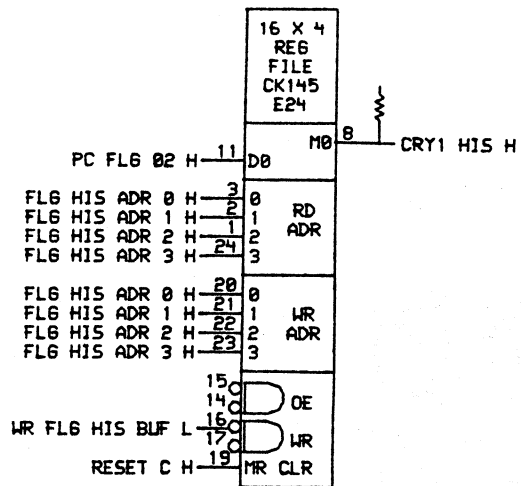 16 X 4
REG
FILE
CK145
E24
M0 8 CRY1 HIS H
PC FLG 02 H 11 D0
FLG HIS ADR 0 H 3 0
FLG HIS ADR 1 H 2 1
FLG HIS ADR 2 H 1 2
FLG HIS ADR 3 H 24 3
RD
ADR
FLG HIS ADR 0 H 20 0
FLG HIS ADR 1 H 21 1
FLG HIS ADR 2 H 22 2
FLG HIS ADR 3 H 23 3
WR
ADR
15
14 OE
WR FLG HIS BUF L 16
17 WR
RESET C H 19 MR CLR